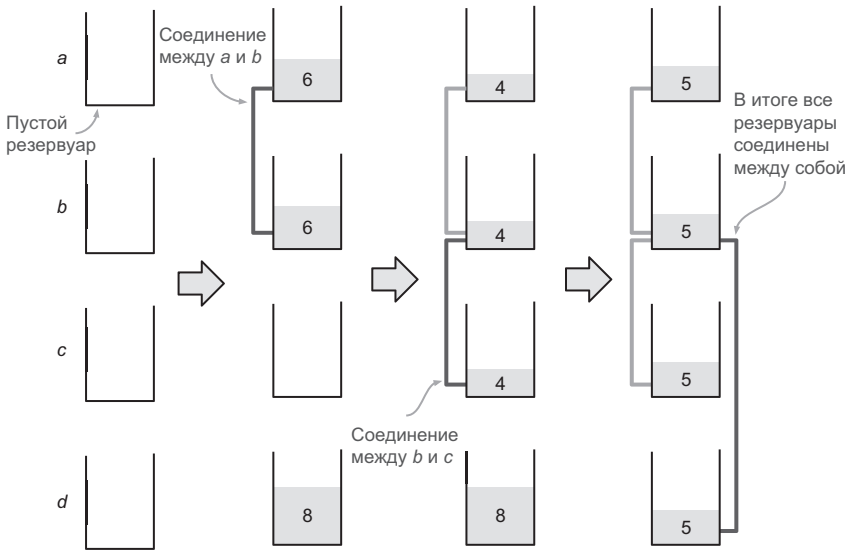 a
Пустой
резервуар
b
c
d
Соединение
между a и b
6
6
8
4
4
4
Соединение
между b и c
8
5
5
5
5
В итоге все
резервуары
соединены
между собой